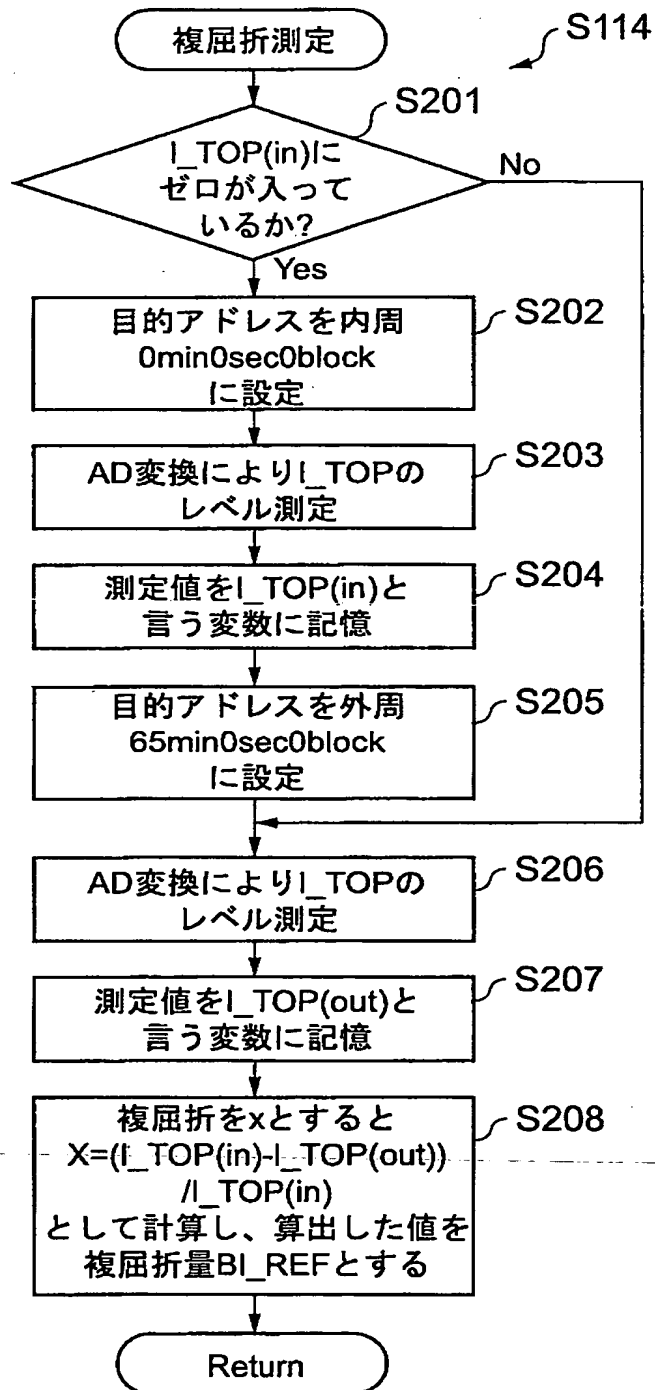 複屈折測定
S114
S201
I_TOP(in)に
ゼロが入って
いるか?
No
Yes
S202
目的アドレスを内周
0min0sec0block
に設定
S203
AD変換によりI_TOPの
レベル測定
S204
測定値をI_TOP(in)と
言う変数に記憶
S205
目的アドレスを外周
65min0sec0block
に設定
S206
AD変換によりI_TOPの
レベル測定
S207
測定値をI_TOP(out)と
言う変数に記憶
S208
複屈折をxとすると
X=(I_TOP(in)-I_TOP(out))
/I_TOP(in)
として計算し、算出した値を
複屈折量BI_REFとする
Return